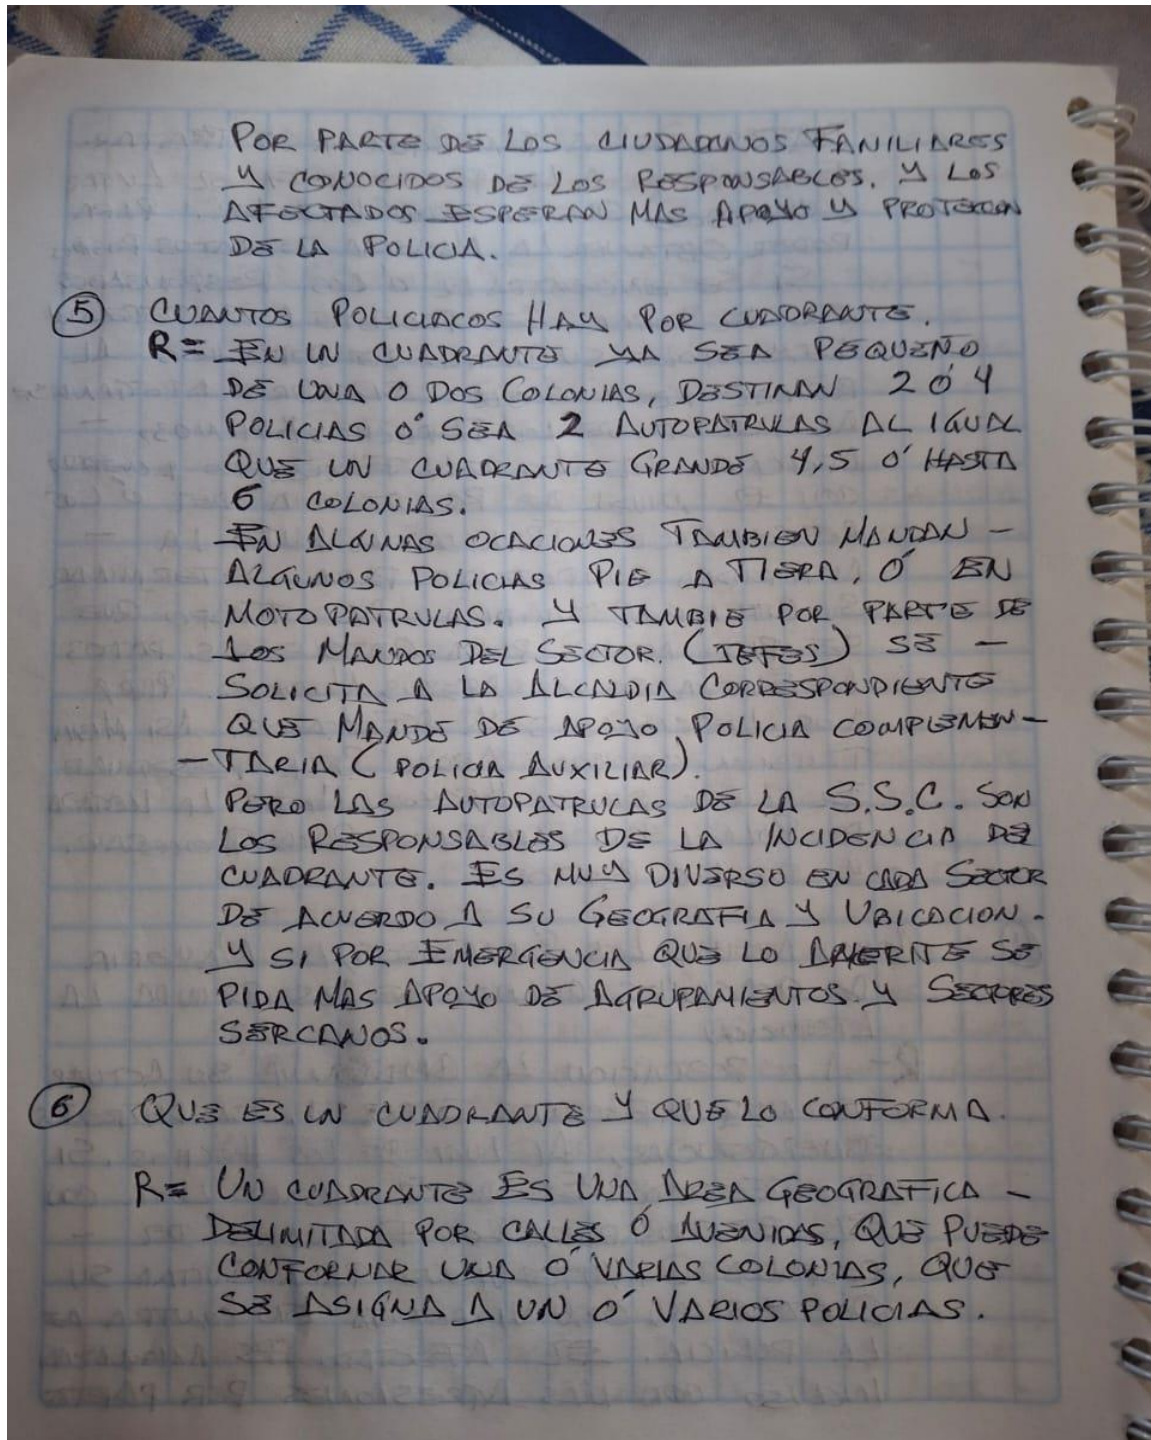 POR PARTE DE LOS CIUDADANOS FAMILIARES
Y CONOCIDOS DE LOS RESPONSABLES. Y LOS
AFECTADOS ESPERAN MAS APOYO Y PROTECCION
DE LA POLICIA.
5 CUANTOS POLICIACOS HAY POR CUADRANTE.
R= EN UN CUADRANTE YA SEA PEQUEÑO
DE UNA O DOS COLONIAS, DESTINAN 2 Ó 4
POLICIAS Ó SEA 2 AUTOPATRULAS AL IGUAL
QUE UN CUADRANTE GRANDE 4,5 Ó HASTA
6 COLONIAS.
EN ALGUNAS OCACIONES TAMBIEN MANDAN -
ALGUNOS POLICIAS PIE A TIERA, Ó EN
MOTOPATRULAS. Y TAMBIE POR PARTE DE
LOS MANDOS DEL SECTOR. (JEFES) SE -
SOLICITA A LA ALCALDIA CORRESPONDIENTE
QUE MANDE DE APOYO POLICIA COMPLEMEN-
-TARIA (POLICIA AUXILIAR).
PERO LAS AUTOPATRULAS DE LA S.S.C. SON
LOS RESPONSABLES DE LA INCIDENCIA DEL
CUADRANTE. ES MUY DIVERSO EN CADA SECTOR
DE ACUERDO A SU GEOGRAFIA Y UBICACION.
Y SI POR EMERGENCIA QUE LO AMERITE SE
PIDA MAS APOYO DE AGRUPAMIENTOS. Y SECTORES
SERCANOS.
6 QUE ES UN CUADRANTE Y QUE LO CONFORMA.
R= UN CUADRANTE ES UNA AREA GEOGRAFICA -
DELIMITADA POR CALLES Ó AVENIDAS, QUE PUEDE
CONFORMAR UNA Ó VARIAS COLONIAS, QUE
SE ASIGNA A UN Ó VARIOS POLICIAS.